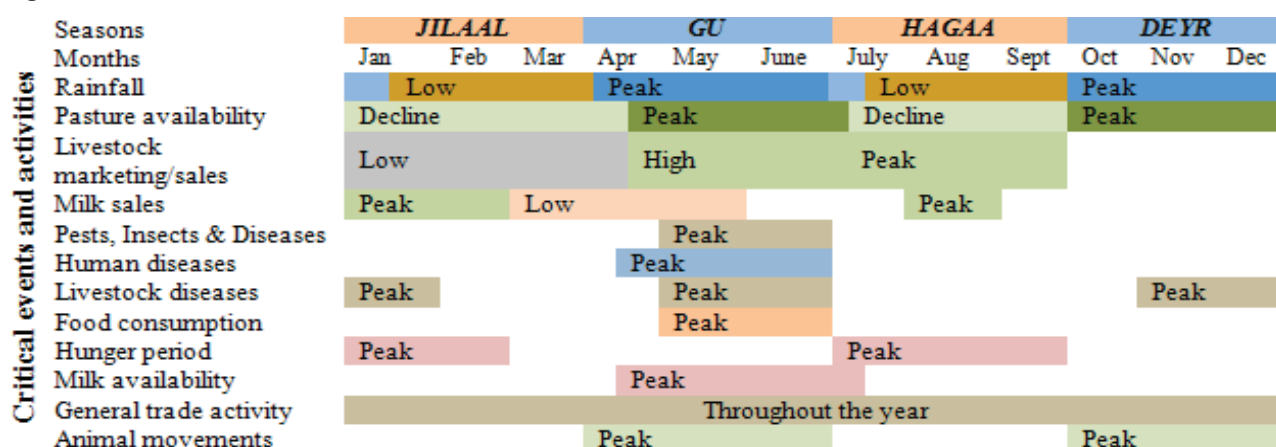 Critical events and activities
Seasons JILAAL GU HAGAA DEYR
Months Jan Feb Mar Apr May June July Aug Sept Oct Nov Dec
Rainfall Low Peak Low Peak
Pasture availability Decline Peak Decline Peak
Livestock
marketing/sales Low High Peak
Milk sales Peak Low Peak
Pests, Insects & Diseases Peak
Human diseases Peak
Livestock diseases Peak Peak Peak
Food consumption Peak
Hunger period Peak Peak
Milk availability Peak
General trade activity Throughout the year
Animal movements Peak Peak